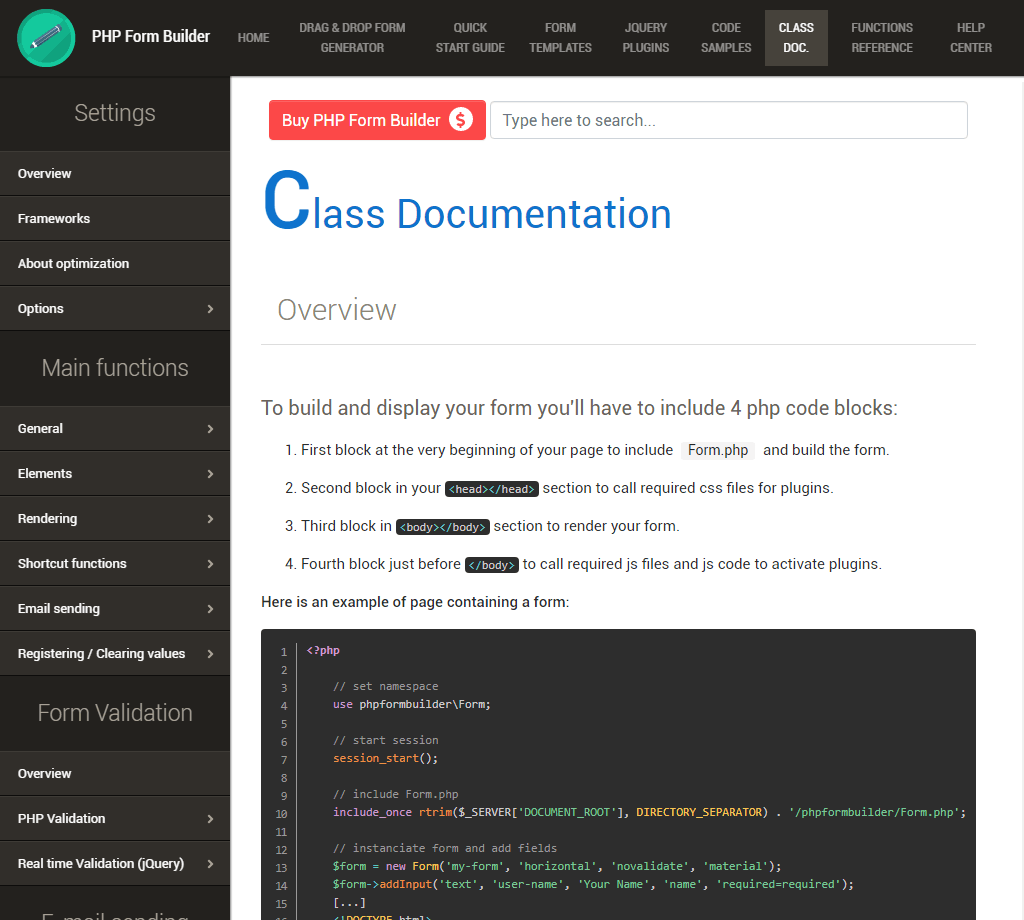 PHP Form Builder
HOME
DRAG & DROP FORM
GENERATOR
QUICK
START GUIDE
FORM
TEMPLATES
JQUERY
PLUGINS
CODE
SAMPLES
CLASS
DOC.
FUNCTIONS
REFERENCE
HELP
CENTER
Settings
Overview
Frameworks
About optimization
Options
Main functions
General
Elements
Rendering
Shortcut functions
Email sending
Registering / Clearing values
Form Validation
Overview
PHP Validation
Real time Validation (jQuery)
E-mail sending
Buy PHP Form Builder $
Type here to search...
Class Documentation
Overview
To build and display your form you'll have to include 4 php code blocks:
1. First block at the very beginning of your page to include Form.php and build the form.
2. Second block in your <head></head> section to call required css files for plugins.
3. Third block in <body></body> section to render your form.
4. Fourth block just before </body> to call required js files and js code to activate plugins.
Here is an example of page containing a form:
1 <?php
2
3 // set namespace
4 use phpformbuilder\Form;
5
6 // start session
7 session_start();
8
9 // include Form.php
10 include_once rtrim($_SERVER['DOCUMENT_ROOT'], DIRECTORY_SEPARATOR) . '/phpformbuilder/Form.php';
11
12 // instanciate form and add fields
13 $form = new Form('my-form', 'horizontal', 'novalidate', 'material');
14 $form->addInput('text', 'user-name', 'Your Name', 'name', 'required=required');
15 [...]
16 <!DOCTYPE html>